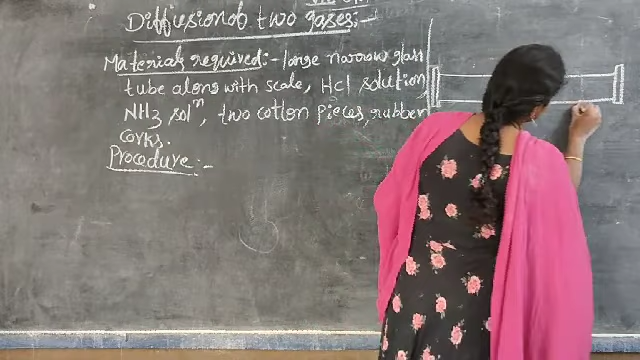 Diffusion of two gases:-
Materials required:- large narrow glass
tube along with scale, HCl solution,
NH3 solⁿ, two cotton pieces, rubber
corks.
Procedure:-